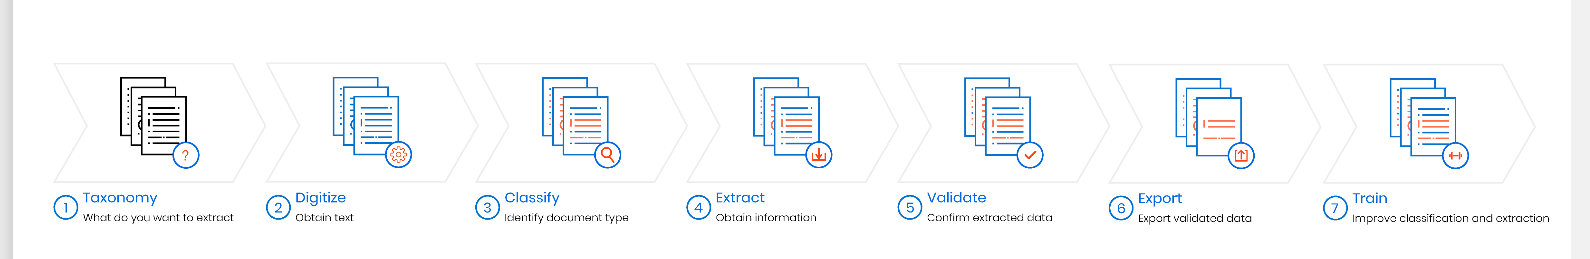 ?
1 Taxonomy
What do you want to extract
2 Digitize
Obtain text
3 Classify
Identify document type
4 Extract
Obtain information
5 Validate
Confirm extracted data
6 Export
Export validated data
7 Train
Improve classification and extraction